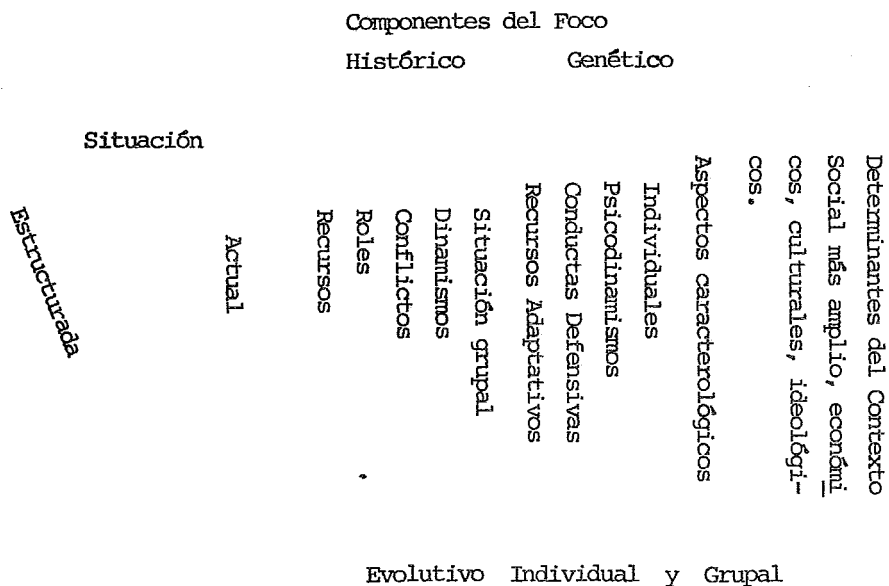 Componentes del Foco
Histórico Genético
Situación
Determinantes del Contexto
Social más amplio, económi
cos, culturales, ideológi-
cos.
Aspectos caracterológicos
Individuales
Psicodinamismos
Conductas Defensivas
Recursos Adaptativos
Situación grupal
Dinamismos
Conflictos
Roles
Recursos
Actual
Estructurada
Evolutivo Individual y Grupal